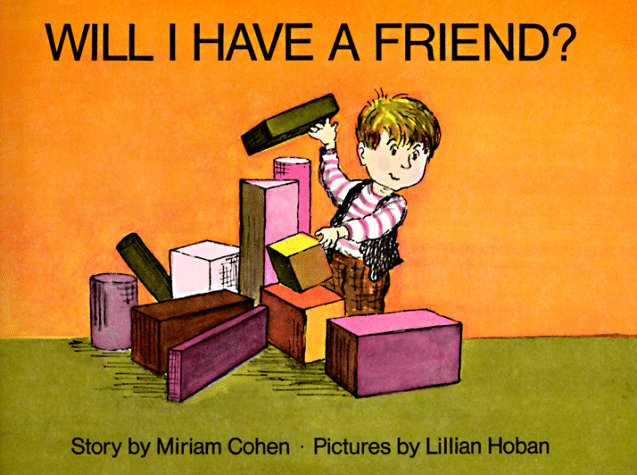 WILL I HAVE A FRIEND?
Story by Miriam Cohen · Pictures by Lillian Hoban